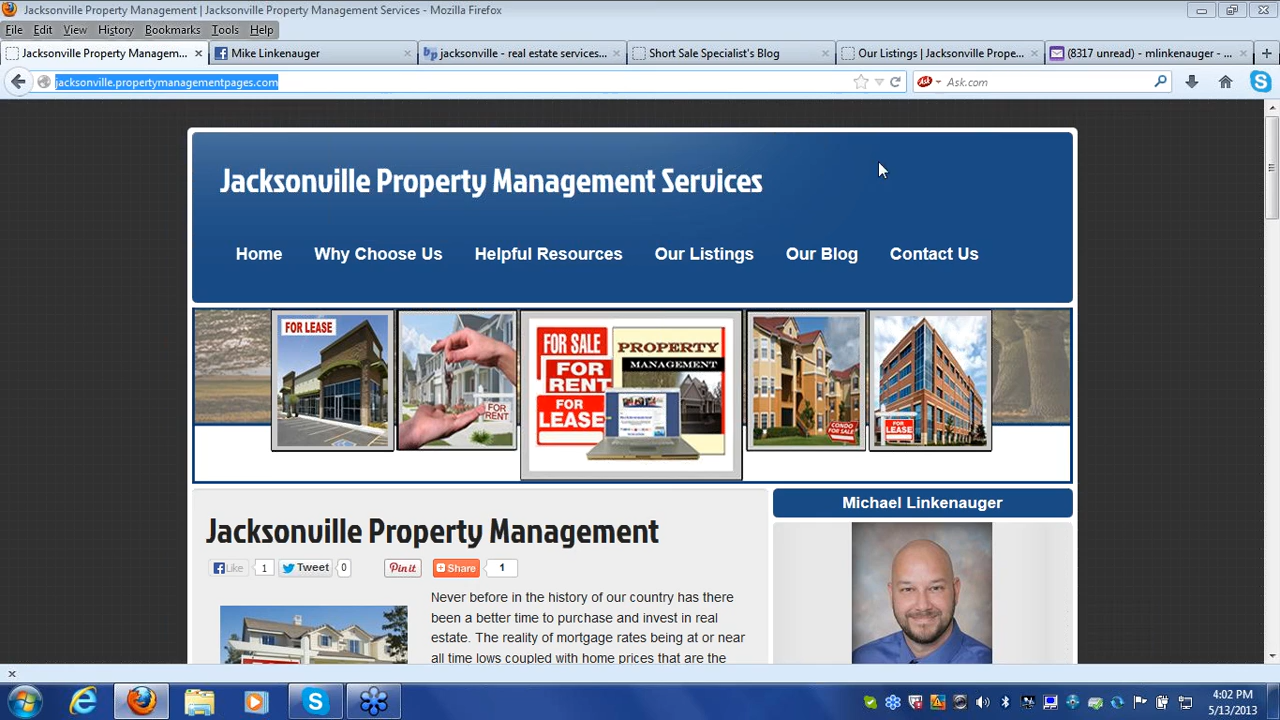 Jacksonville Property Management | Jacksonville Property Management Services - Mozilla Firefox
File Edit View History Bookmarks Tools Help
Jacksonville Property Managem... Mike Linkenauger jacksonville - real estate services... Short Sale Specialist's Blog Our Listings | Jacksonville Prope... (8317 unread) - mlinkenauger - ...
jacksonville.propertymanagementpages.com Ask Ask.com
Jacksonville Property Management Services
Home Why Choose Us Helpful Resources Our Listings Our Blog Contact Us
FOR LEASE
FOR RENT
FOR SALE
FOR RENT
FOR LEASE
PROPERTY
MANAGEMENT
CONDO FOR SALE
FOR LEASE
Jacksonville Property Management
Michael Linkenauger
Like 1 Tweet 0 Pin it Share 1
Never before in the history of our country has there
been a better time to purchase and invest in real
estate. The reality of mortgage rates being at or near
all time lows coupled with home prices that are the
4:02 PM
5/13/2013